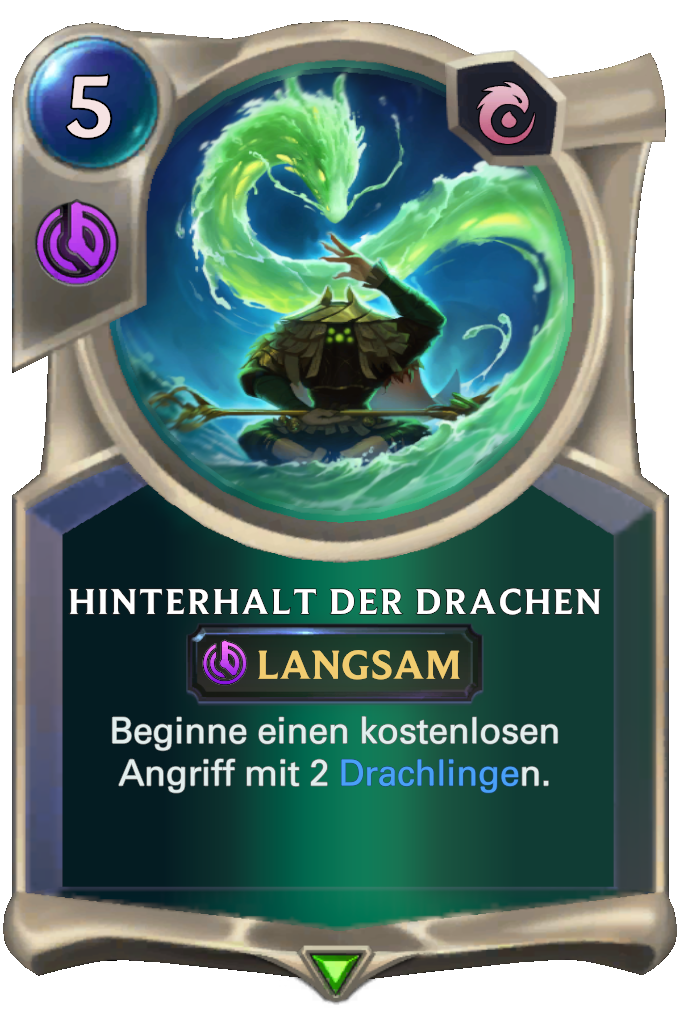 5
HINTERHALT DER DRACHEN
LANGSAM
Beginne einen kostenlosen
Angriff mit 2 Drachlingen.